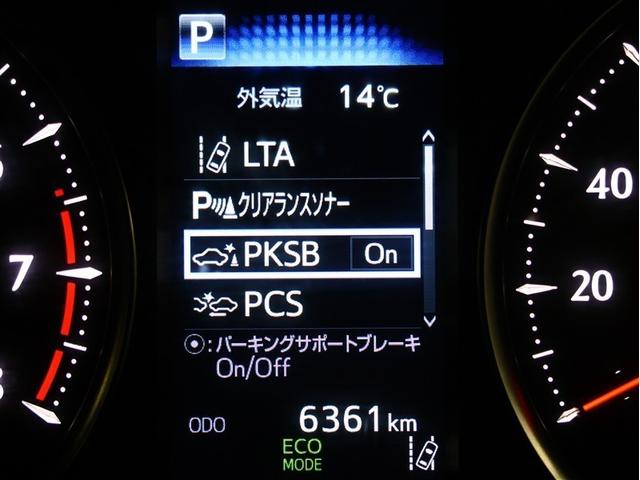 P
外気温 14℃
LTA
P クリアランスソナー
PKSB On
PCS
:パーキングサポートブレーキ
On/Off
ODO 6361km
ECO
MODE
7
8
40
20